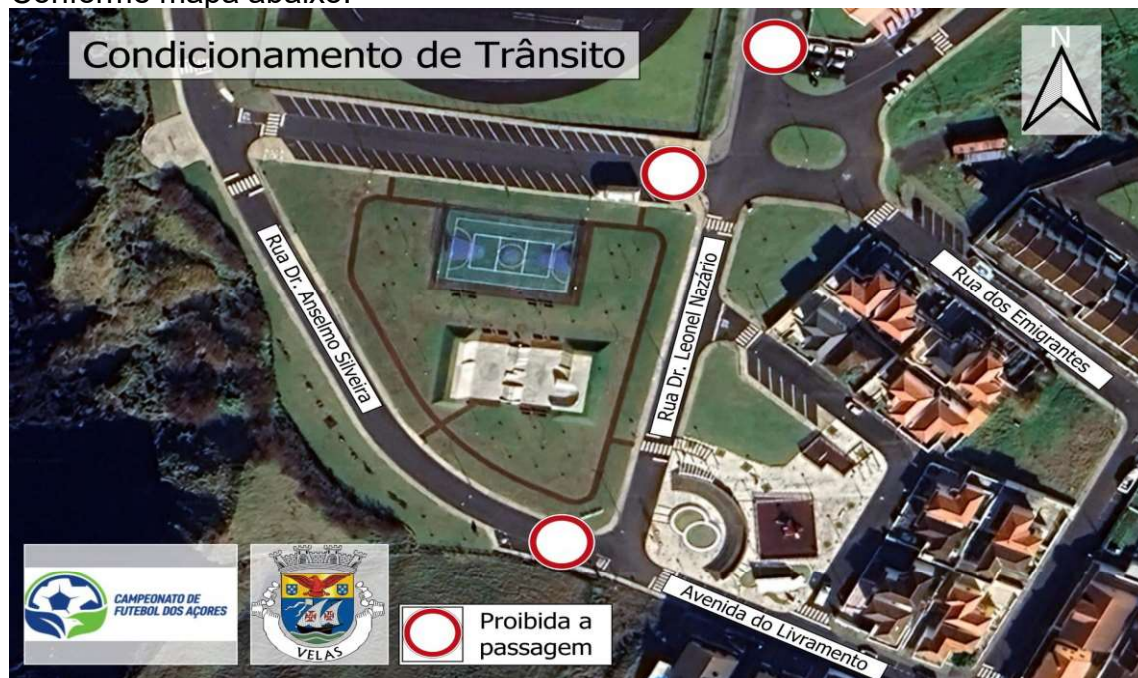 Conforme mapa abaixo.
Condicionamento de Trânsito
N
Rua Dr. Anselmo Silveira
Rua Dr. Leonel Nazário
Rua dos Emigrantes
CAMPEONATO DE
FUTEBOL DOS AÇORES
VELAS
Proibida a
passagem
Avenida do Livramento